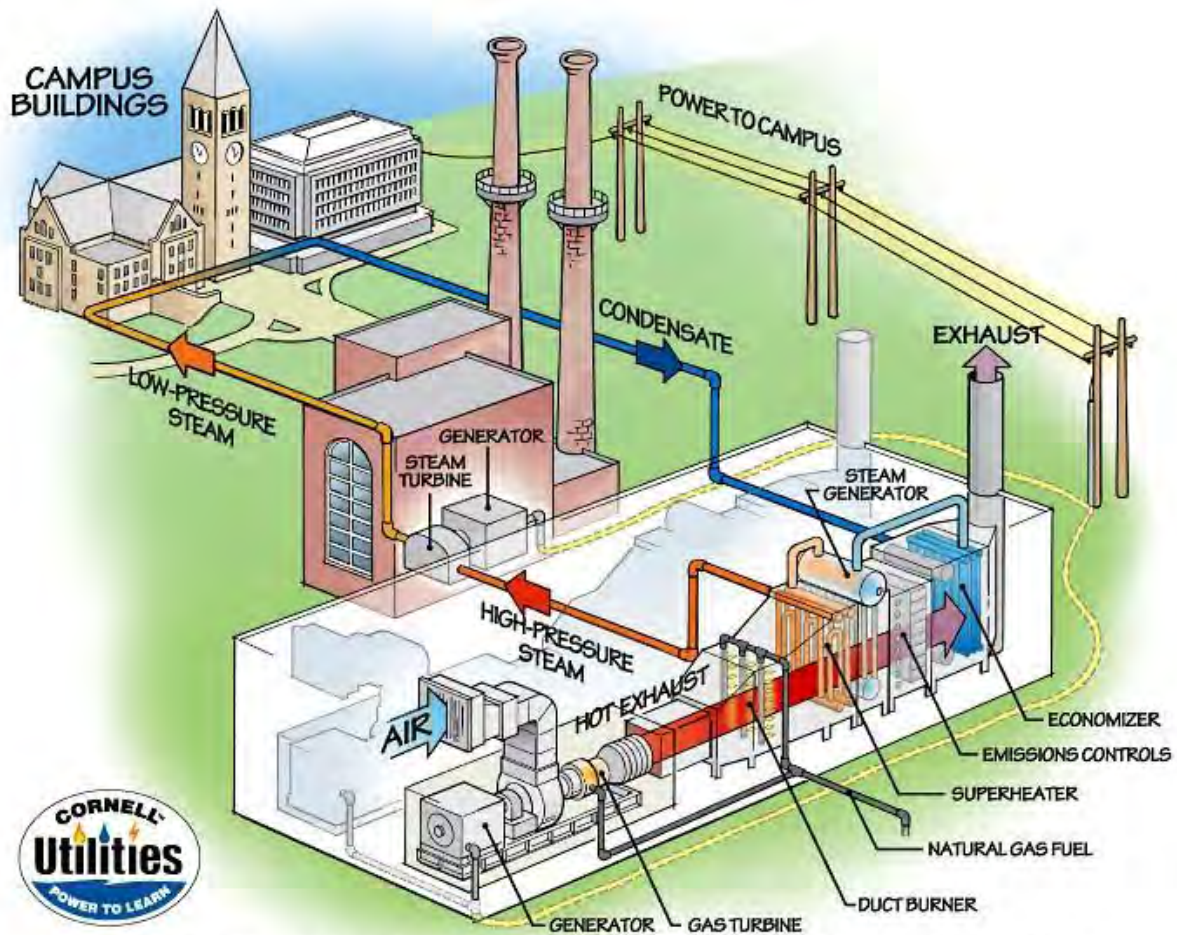 CAMPUS
BUILDINGS
POWER TO CAMPUS
CONDENSATE
EXHAUST
LOW-PRESSURE
STEAM
GENERATOR
STEAM
TURBINE
STEAM
GENERATOR
HIGH-PRESSURE
STEAM
HOT EXHAUST
AIR
ECONOMIZER
EMISSIONS CONTROLS
SUPERHEATER
NATURAL GAS FUEL
DUCT BURNER
GENERATOR
GAS TURBINE
CORNELL
Utilities
POWER TO LEARN